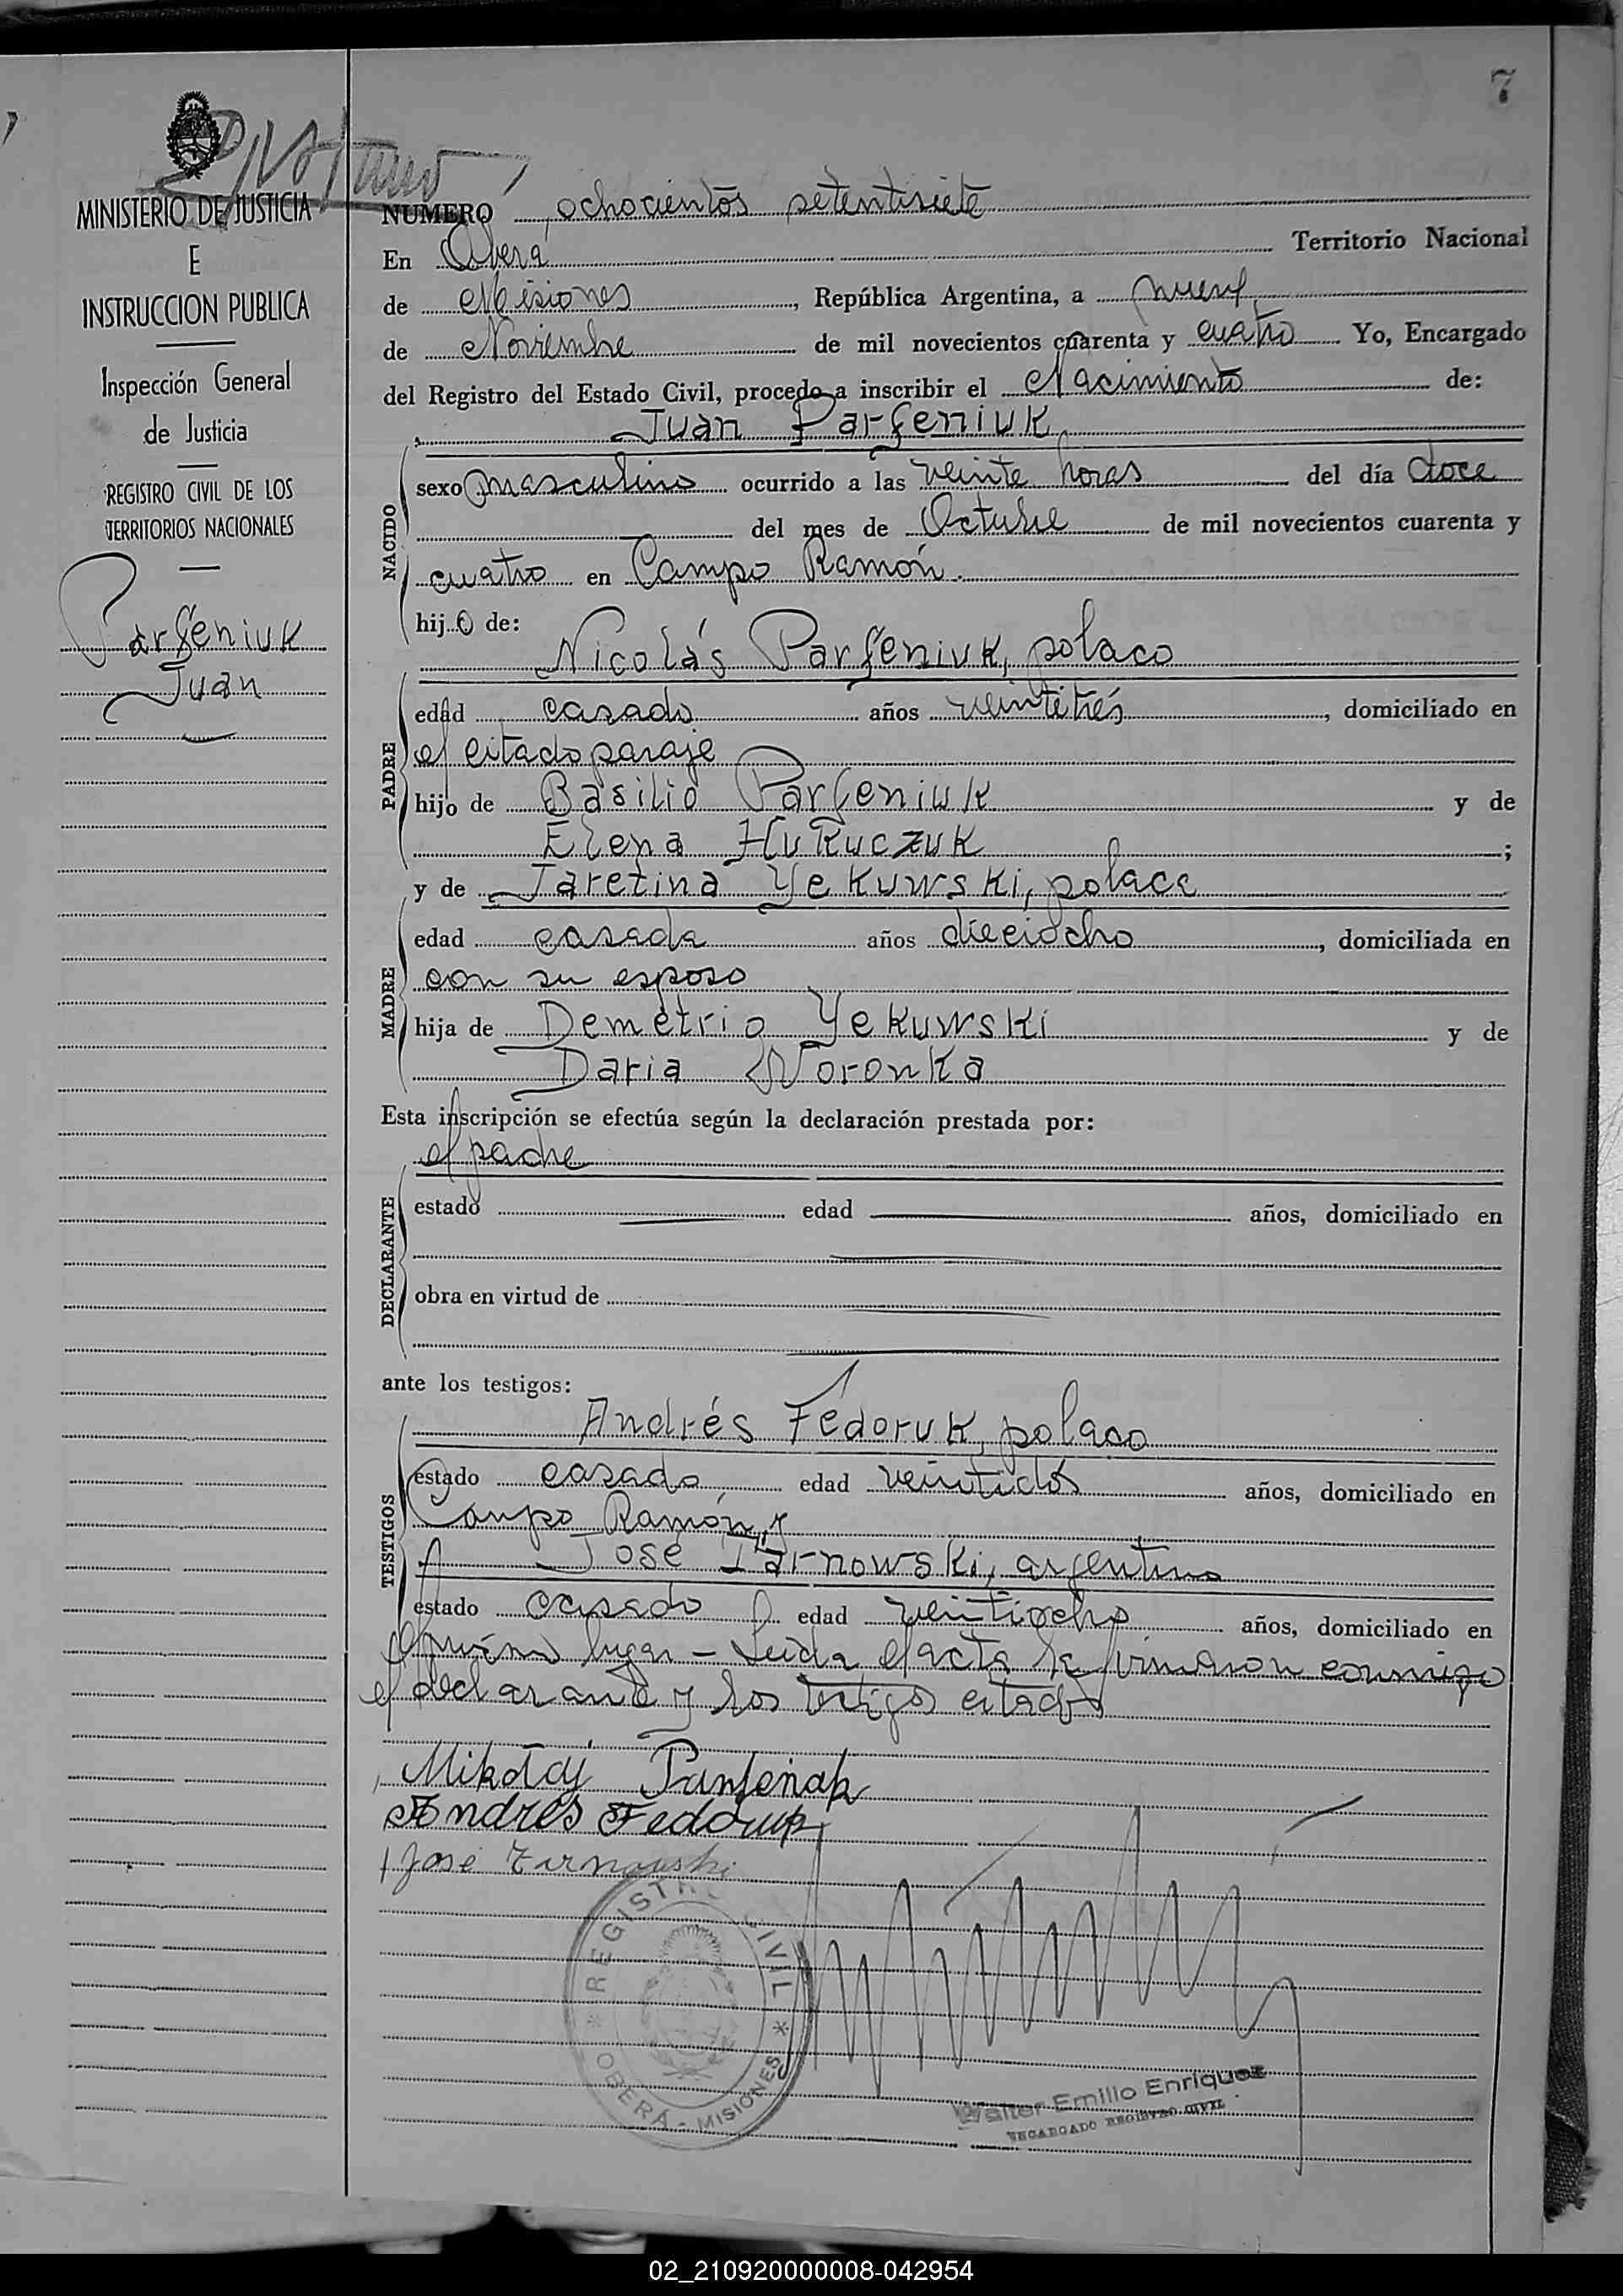 7
MINISTERIO DE JUSTICIA
E
INSTRUCCION PUBLICA
Inspección General
de Justicia
REGISTRO CIVIL DE LOS
TERRITORIOS NACIONALES
Parfeniuk
Juan
NUMERO ochocientos setentisiete
En Oberá Territorio Nacional
de Misiones, República Argentina, a nueve
de Noviembre de mil novecientos cuarenta y cuatro Yo, Encargado
del Registro del Estado Civil, procedo a inscribir el Nacimiento de:
Juan Parfeniuk
NACIDO
sexo masculino ocurrido a las veinte horas del día doce
del mes de Octubre de mil novecientos cuarenta y
cuatro en Campo Ramón.
hijo de:
Nicolás Parfeniuk, polaco
PADRE
edad casado años veintitrés, domiciliado en
el citado paraje
hijo de Basilio Parfeniuk y de
Elena Hukuczuk;
y de Taretina Yekuwski, polaca
MADRE
edad casada años dieciocho, domiciliada en
con su esposo
hija de Demetrio Yekuwski y de
Daria Woronka
Esta inscripción se efectúa según la declaración prestada por:
el padre
DECLARANTE
estado edad años, domiciliado en
obra en virtud de
ante los testigos:
TESTIGOS
Andrés Fedoruk, polaco
estado casado edad veintidós años, domiciliado en
Campo Ramón y
José Tarnowski, argentino
estado casado edad veintiocho años, domiciliado en
lugar - Leida el acta la firmaron conmigo
el declarante y los testigos citados
Mikołaj
Andres Fedoruk
José Tarnowski
REGISTRO CIVIL
* OBERÁ - MISIONES *
Walter Emilio Enriquez
ENCARGADO REGISTRO CIVIL
02_210920000008-042954